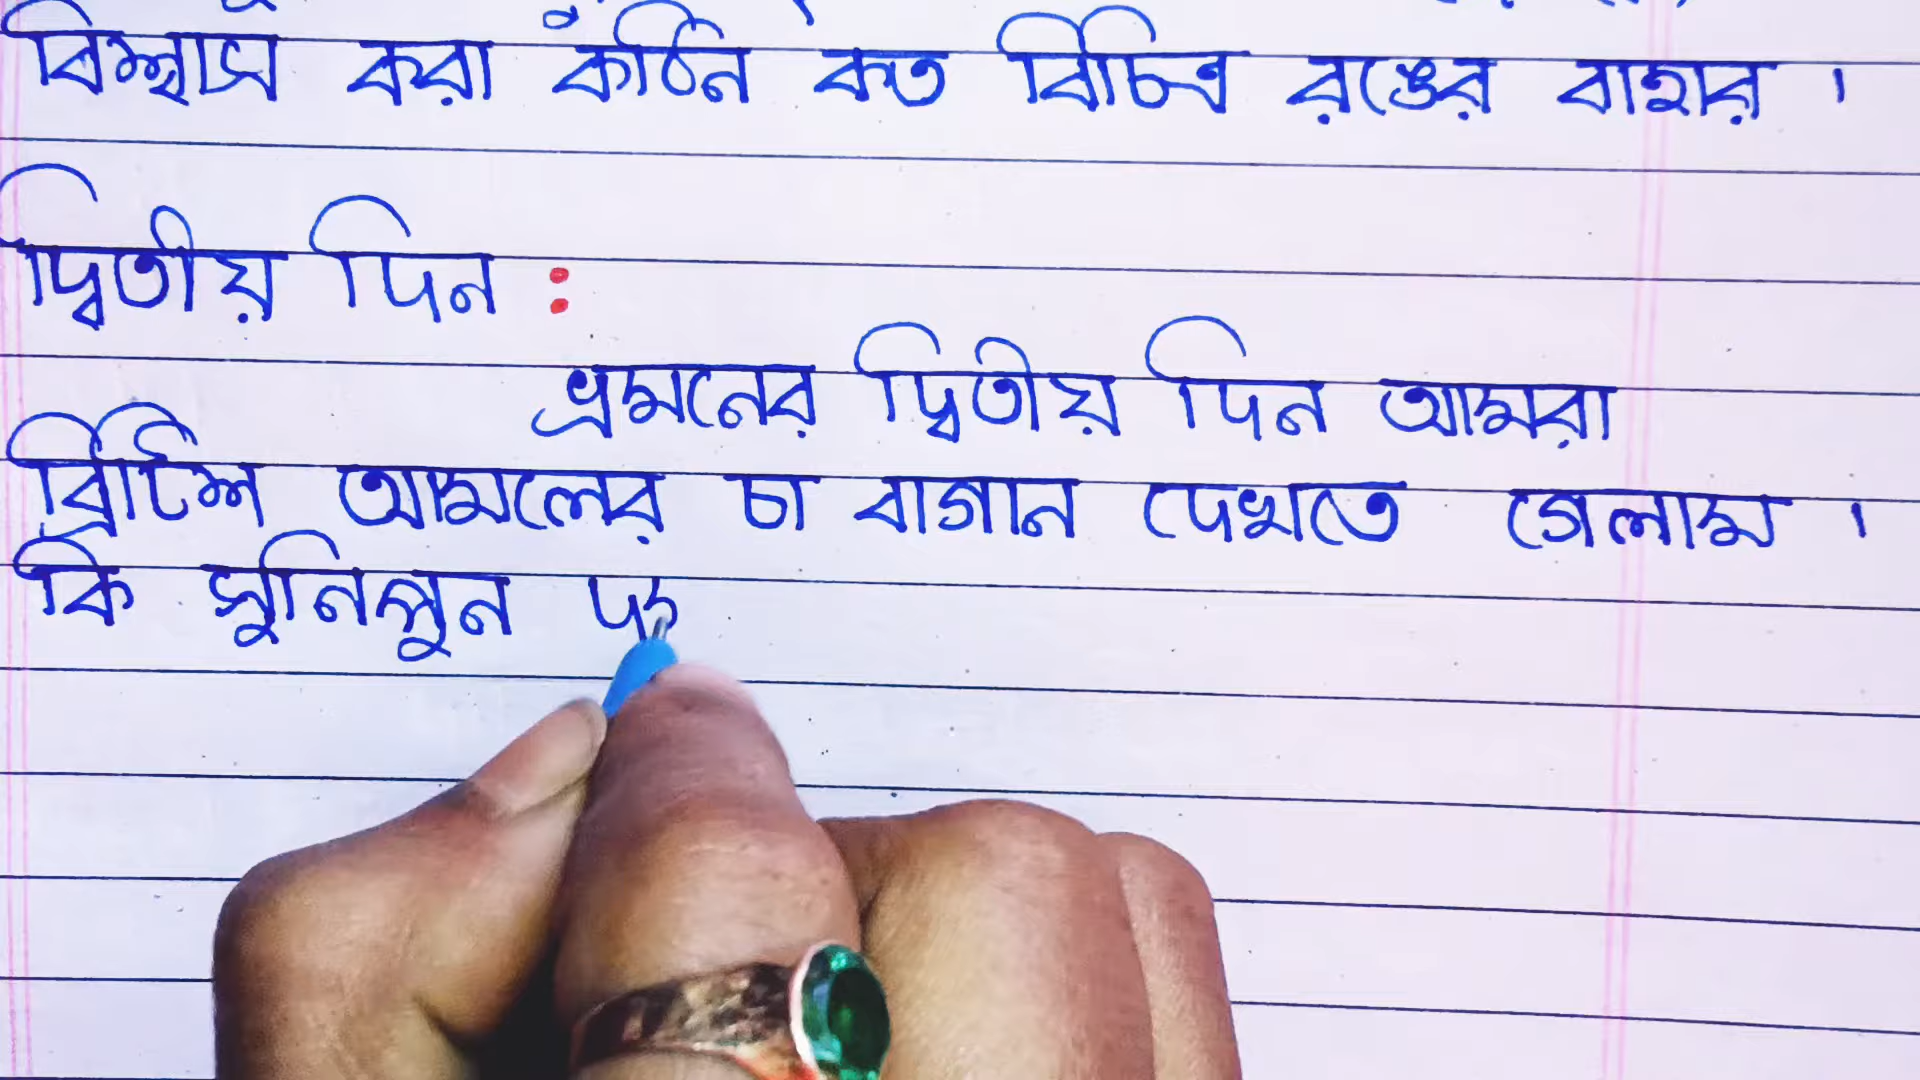 বিশ্বাস করা কঠিন কত বিচিত্র রঙের বাহার ।
দ্বিতীয় দিন :
ভ্রমনের দ্বিতীয় দিন আমরা
ব্রিটিশ আমলের চা বাগান দেখতে গেলাম ।
কি সুনিপুন